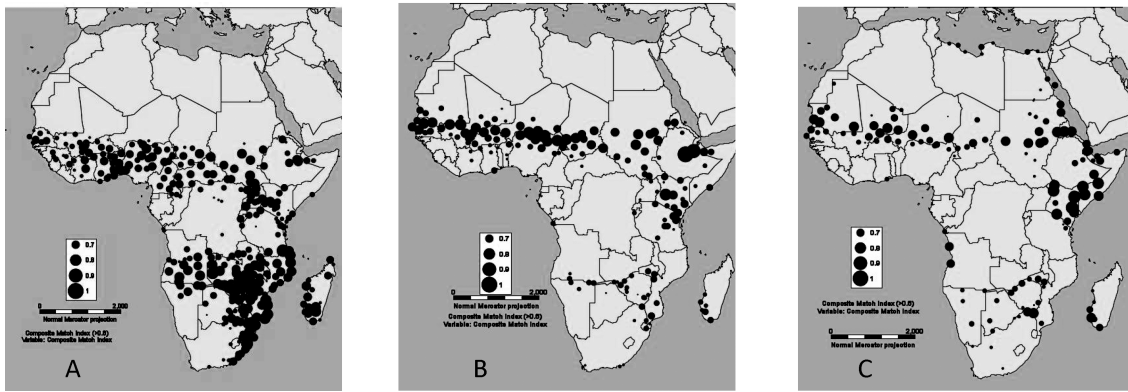 0.7
0.8
0.9
1
0 2,000
Normal Mercator projection
Composite Match Index (>0.6)
Variable: Composite Match Index
A
0.7
0.8
0.9
1
0 2,000
Normal Mercator projection
Composite Match Index (>0.6)
Variable: Composite Match Index
B
0.7
0.8
0.9
1
Composite Match Index (>0.6)
Variable: Composite Match Index
0 2,000
Normal Mercator projection
C